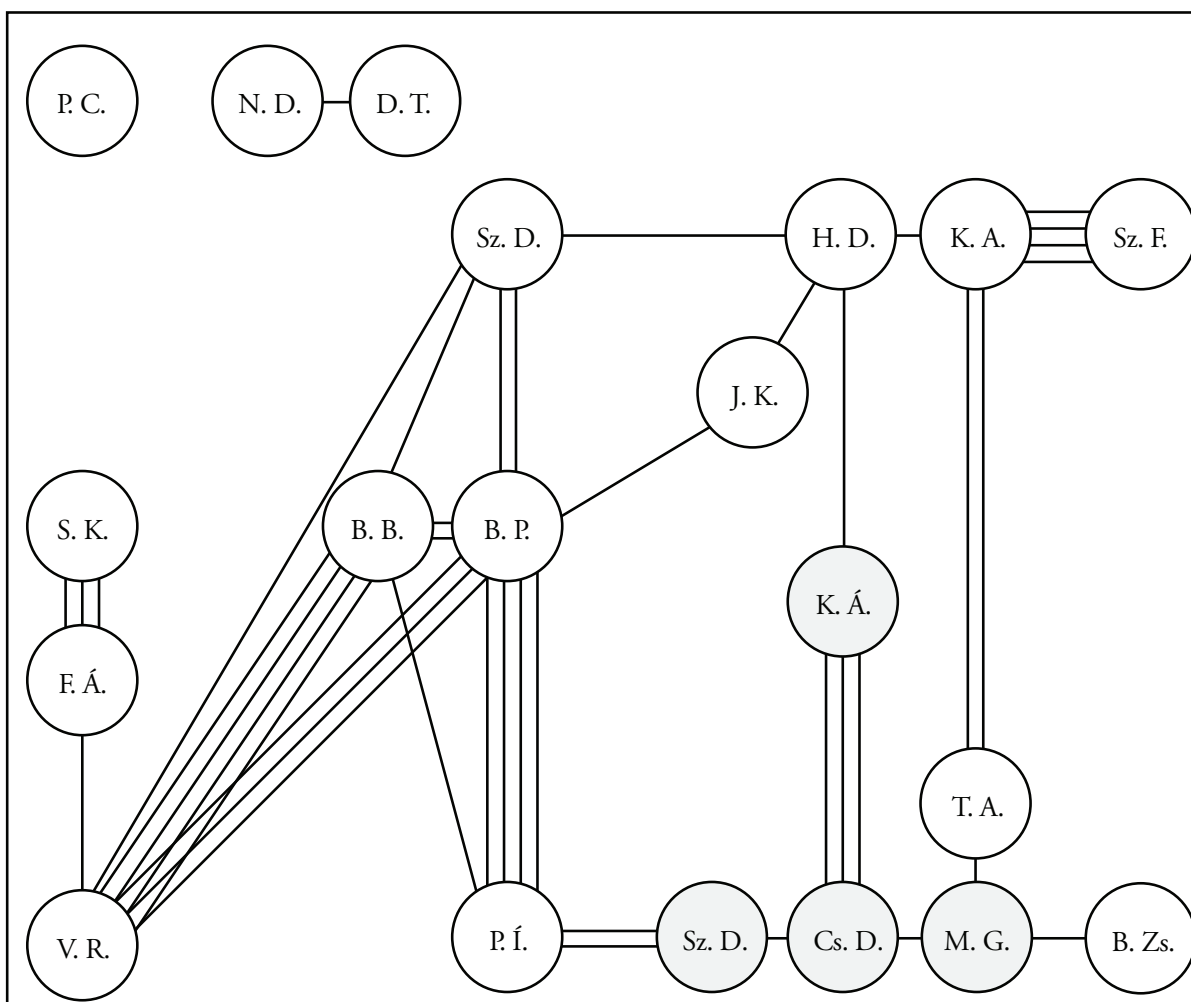 P. C.
N. D.
D. T.
Sz. D.
H. D.
K. A.
Sz. F.
J. K.
S. K.
B. B.
B. P.
K. Á.
F. Á.
T. A.
V. R.
P. Í.
Sz. D.
Cs. D.
M. G.
B. Zs.